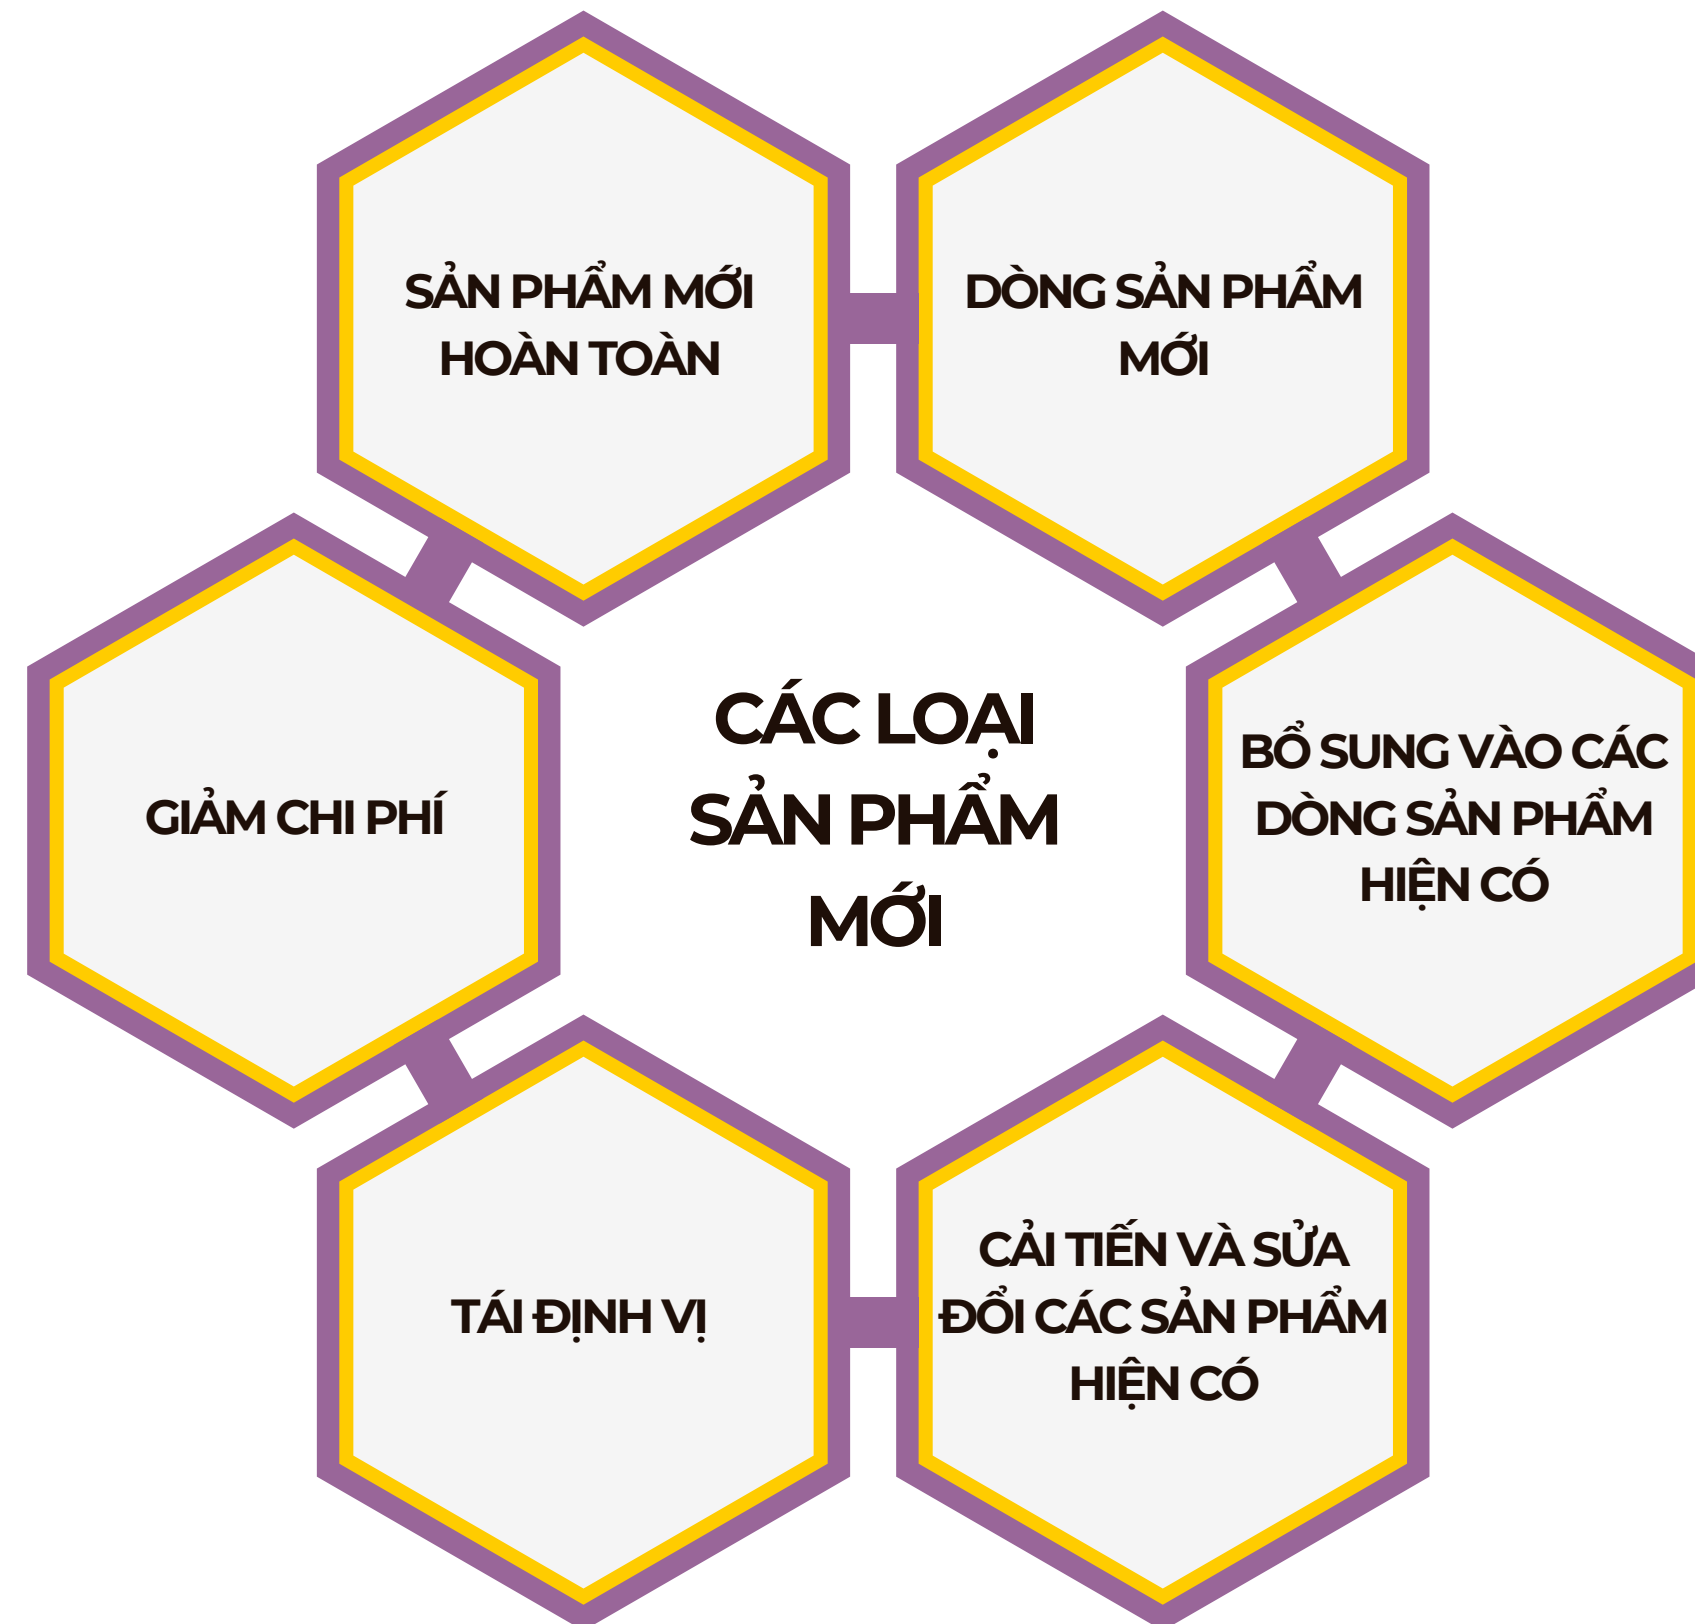 SẢN PHẨM MỚI
HOÀN TOÀN
DÒNG SẢN PHẨM
MỚI
GIẢM CHI PHÍ
CÁC LOẠI
SẢN PHẨM
MỚI
BỔ SUNG VÀO CÁC
DÒNG SẢN PHẨM
HIỆN CÓ
TÁI ĐỊNH VỊ
CẢI TIẾN VÀ SỬA
ĐỔI CÁC SẢN PHẨM
HIỆN CÓ